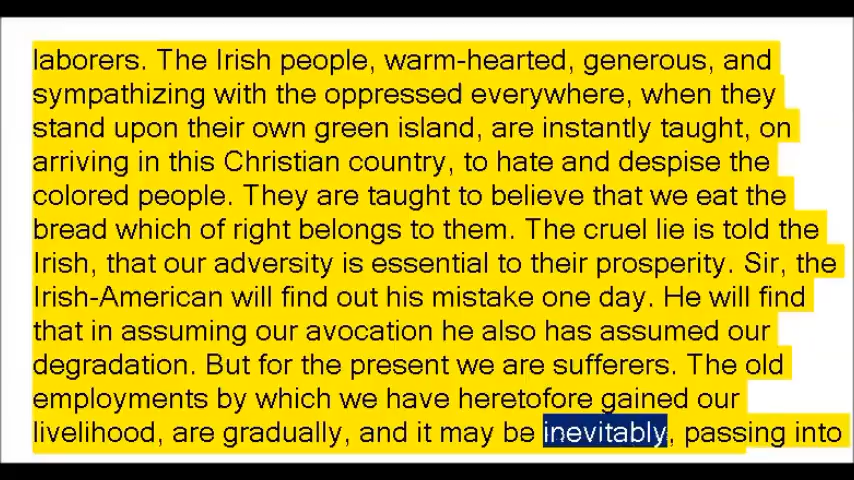 laborers. The Irish people, warm-hearted, generous, and
sympathizing with the oppressed everywhere, when they
stand upon their own green island, are instantly taught, on
arriving in this Christian country, to hate and despise the
colored people. They are taught to believe that we eat the
bread which of right belongs to them. The cruel lie is told the
Irish, that our adversity is essential to their prosperity. Sir, the
Irish-American will find out his mistake one day. He will find
that in assuming our avocation he also has assumed our
degradation. But for the present we are sufferers. The old
employments by which we have heretofore gained our
livelihood, are gradually, and it may be inevitably, passing into